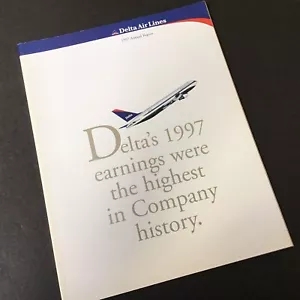 Delta Air Lines
1997 Annual Report
Delta's 1997
earnings were
the highest
in Company
history.